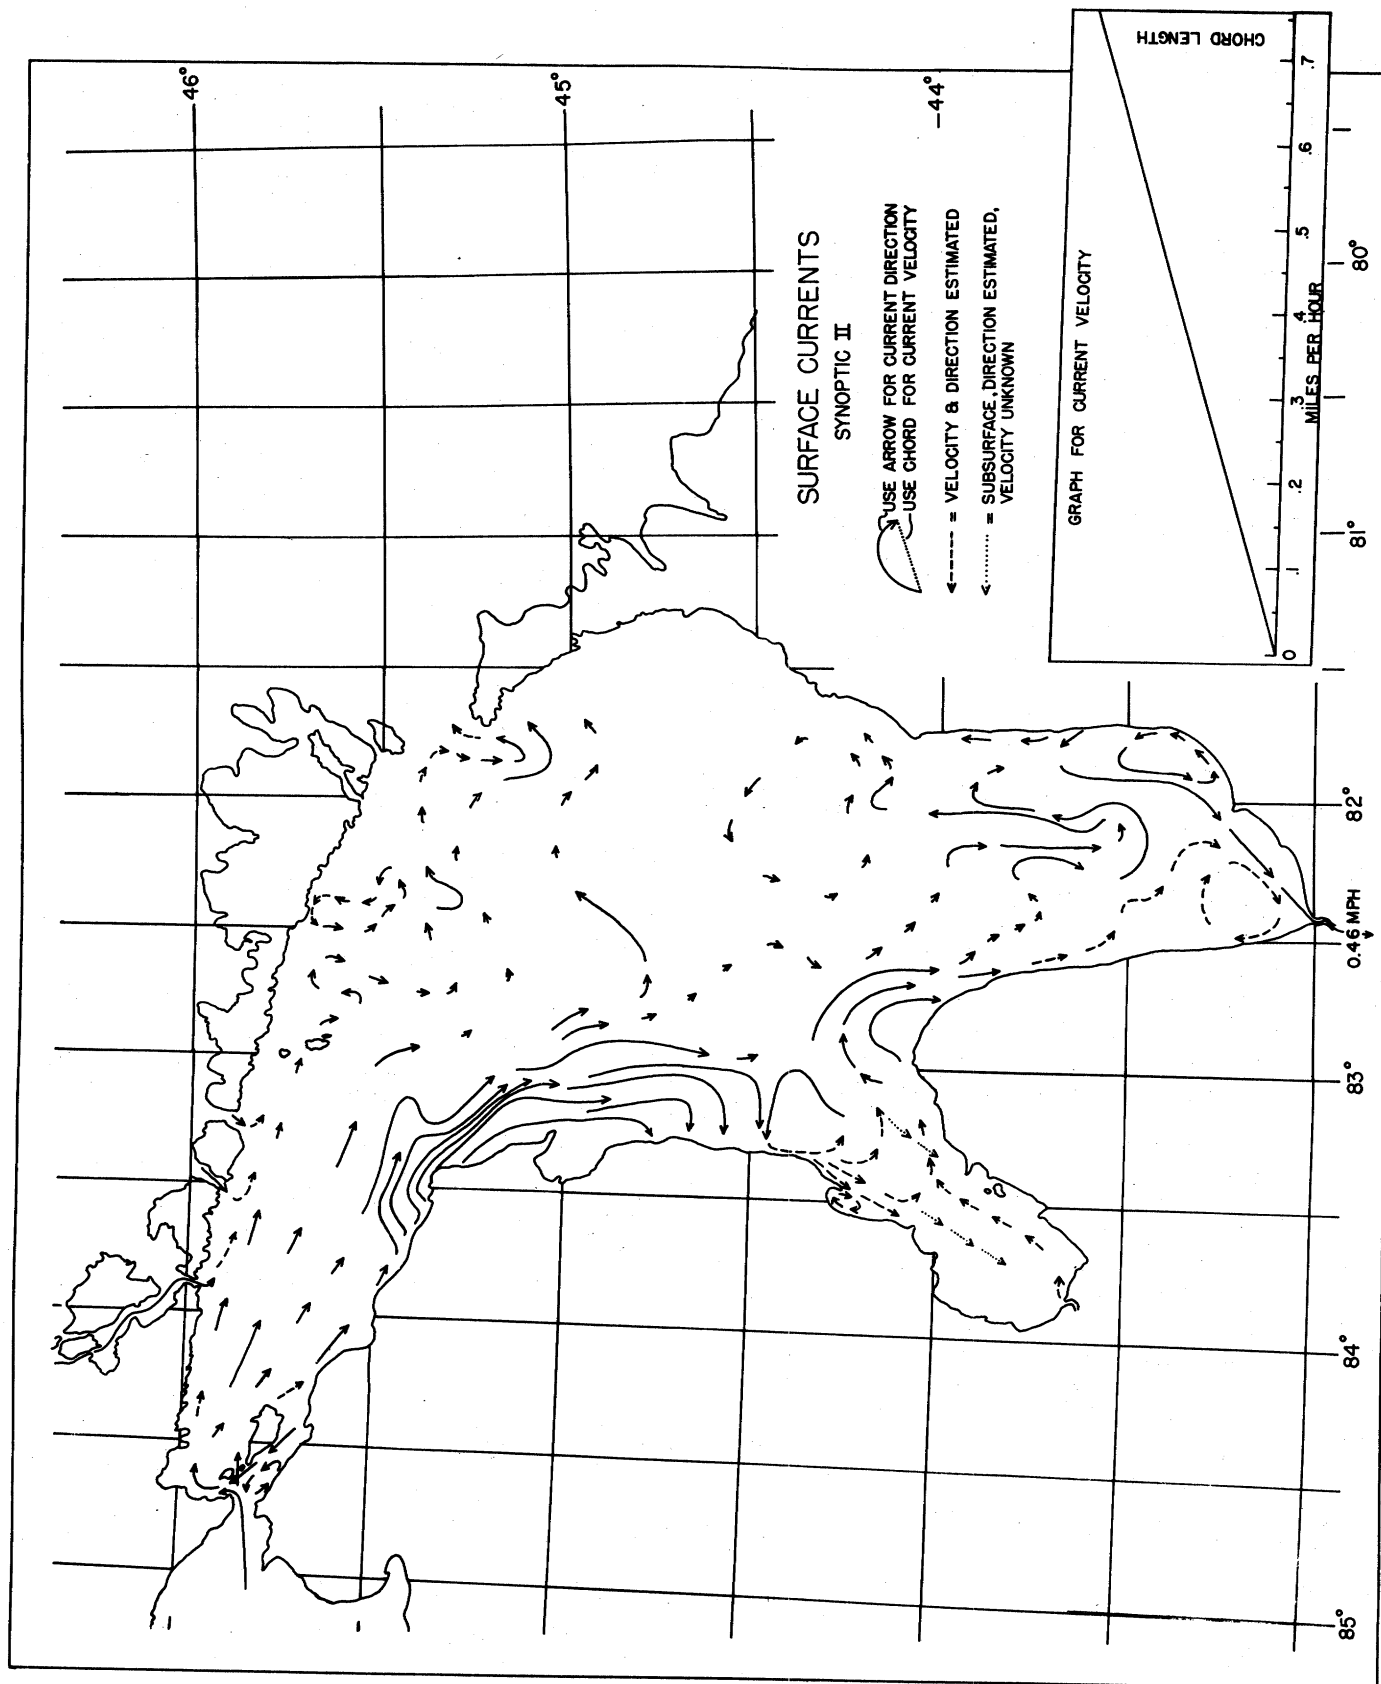 46°
45°
—44°
SURFACE CURRENTS
SYNOPTIC II
USE ARROW FOR CURRENT DIRECTION
USE CHORD FOR CURRENT VELOCITY
= VELOCITY & DIRECTION ESTIMATED
= SUBSURFACE, DIRECTION ESTIMATED,
VELOCITY UNKNOWN
GRAPH FOR CURRENT VELOCITY
CHORD LENGTH
0 .1 .2 .3 .4 .5 .6 .7
MILES PER HOUR
0.46 MPH
85° 84° 83° 82° 81° 80°